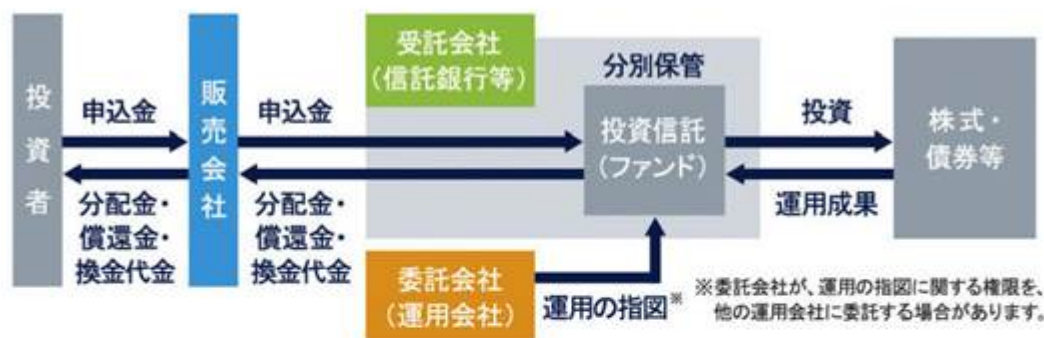 投資者
申込金
分配金・
償還金・
換金代金
販売会社
申込金
分配金・
償還金・
換金代金
受託会社
（信託銀行等）
分別保管
投資信託
（ファンド）
委託会社
（運用会社）
運用の指図※
投資
運用成果
株式・
債券等
※委託会社が、運用の指図に関する権限を、
他の運用会社に委託する場合があります。